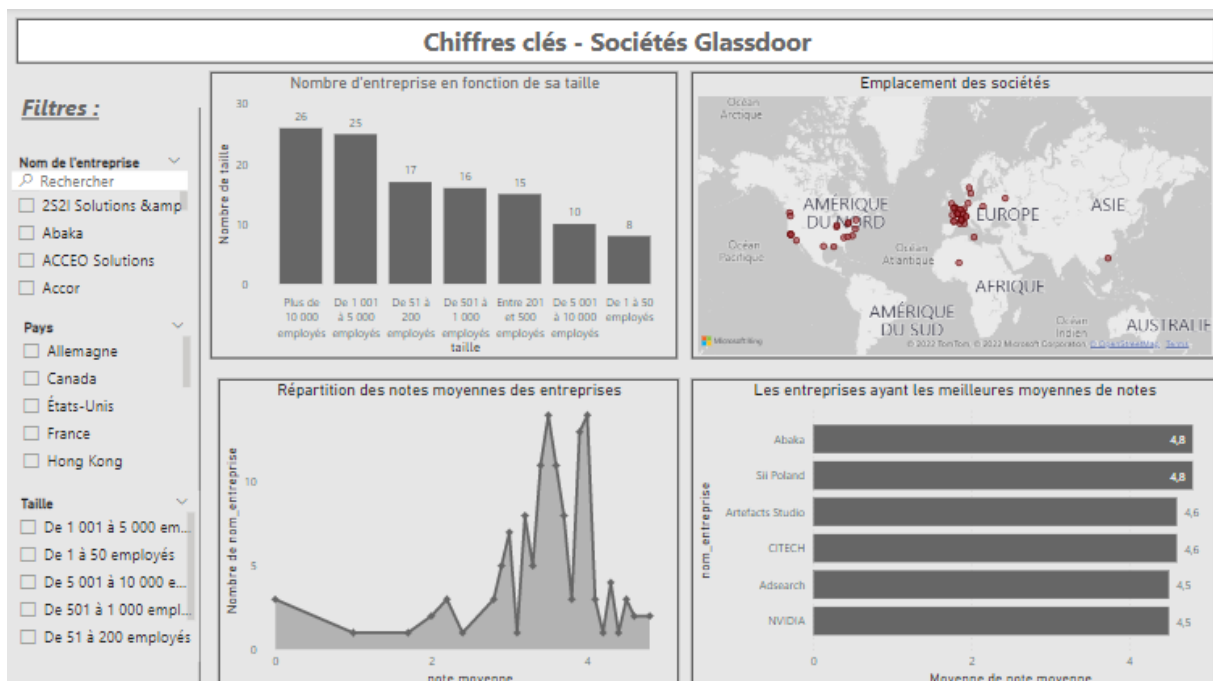 Chiffres clés - Sociétés Glassdoor
Filtres :
Nom de l'entreprise
Rechercher
2S2I Solutions &amp
Abaka
ACCEO Solutions
Accor
Pays
Allemagne
Canada
États-Unis
France
Hong Kong
Taille
De 1 001 à 5 000 em...
De 1 à 50 employés
De 5 001 à 10 000 e...
De 501 à 1 000 empl...
De 51 à 200 employés
Nombre d'entreprise en fonction de sa taille
Nombre de taille
30
20
10
0
26
25
17
16
15
10
8
Plus de
10 000
employés
De 1 001
à 5 000
employés
De 51 à
200
employés
De 501 à
1 000
employés
Entre 201
et 500
employés
De 5 001
à 10 000
employés
De 1 à 50
employés
taille
Emplacement des sociétés
Océan
Arctique
AMÉRIQUE
DU NORD
EUROPE
ASIE
Océan
Pacifique
Océan
Atlantique
AFRIQUE
AMÉRIQUE
DU SUD
Océan
Indien
AUSTRALIE
Microsoft Bing
© 2022 TomTom, © 2022 Microsoft Corporation, © OpenStreetMap, Terms
Répartition des notes moyennes des entreprises
Nombre de nom_entreprise
10
5
0
0
2
4
note moyenne
Les entreprises ayant les meilleures moyennes de notes
nom_entreprise
Abaka
4,8
Sii Poland
4,8
Artefacts Studio
4,6
CITECH
4,6
Adsearch
4,5
NVIDIA
4,5
0
2
4
Moyenne de note moyenne